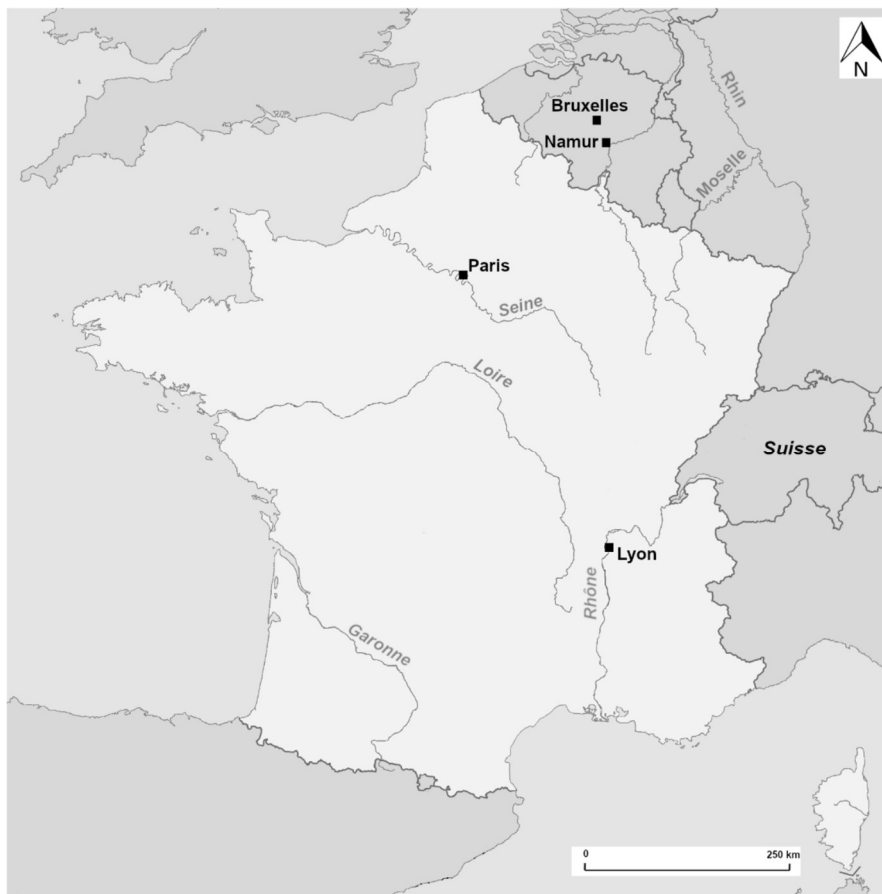 N
Rhin
Bruxelles
Namur
Moselle
Paris
Seine
Loire
Suisse
Lyon
Rhône
Garonne
0 250 km